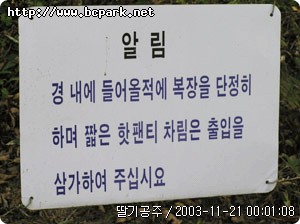 http://www.bcpark.net
알 림
경 내에 들어올적에 복장을 단정히
하며 짧은 핫팬티 차림은 출입을
삼가하여 주십시요
딸기공주 / 2003-11-21 00:01:08